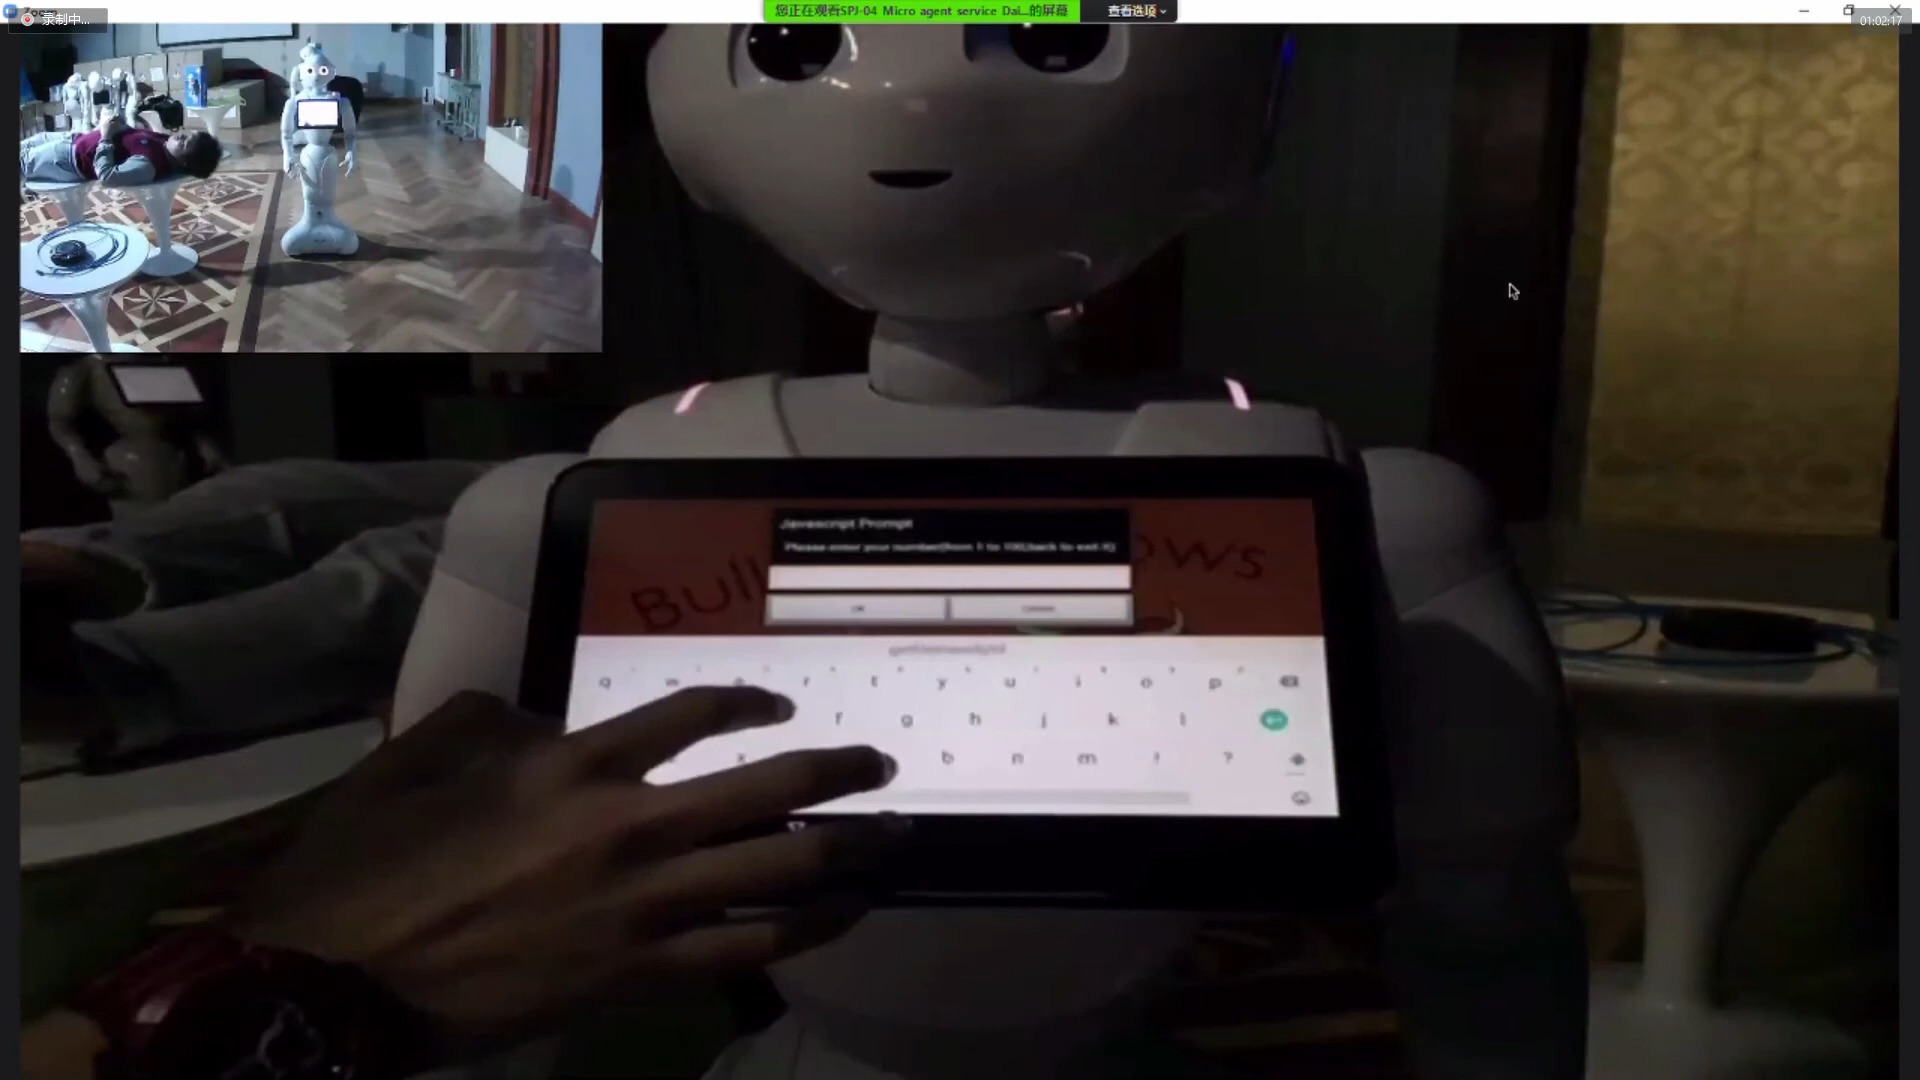 录制中...
您正在观看SPJ-04 Micro agent service Dai...的屏幕
查看选项
01:02:17
Javascript Prompt
Please enter your number(from 1 to 100,back to exit it)
Bull
ows
q w e r t y u i o p
f g h j k l
x b n m ! ?